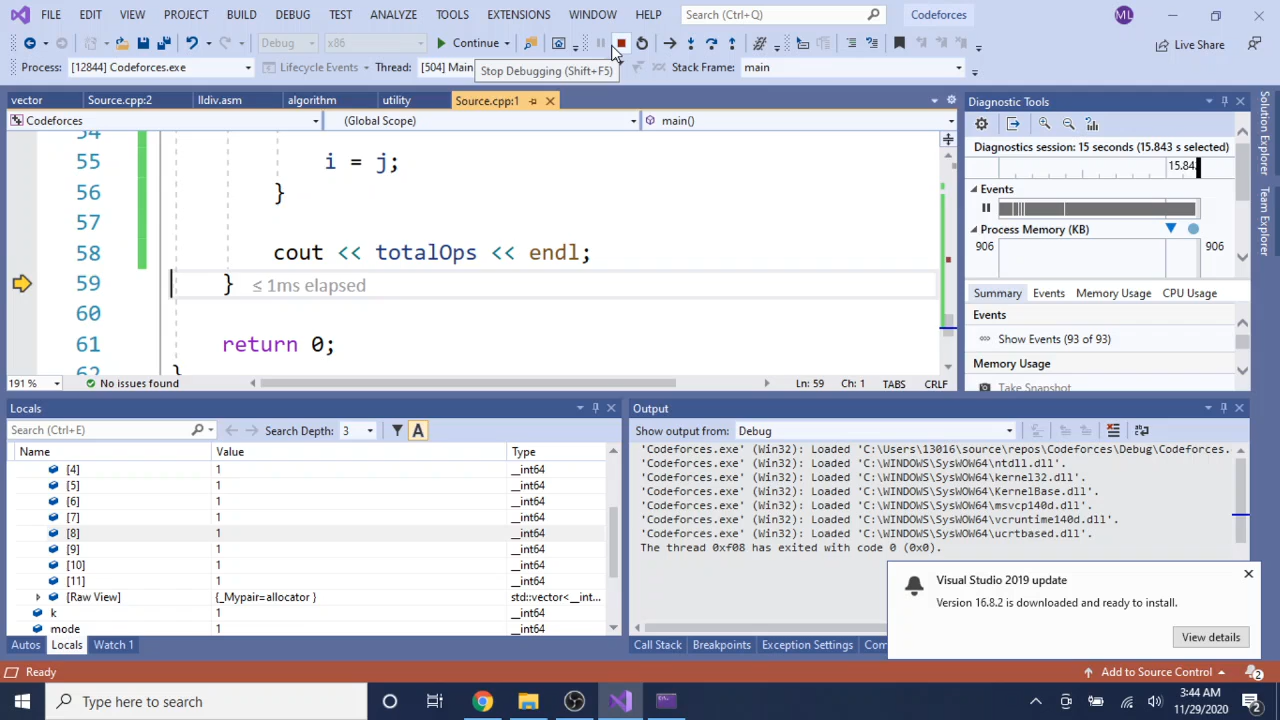 FILE EDIT VIEW PROJECT BUILD DEBUG TEST ANALYZE TOOLS EXTENSIONS WINDOW HELP Search (Ctrl+Q) Codeforces ML
Debug x86 Continue Live Share
Process: [12844] Codeforces.exe Lifecycle Events Thread: [504] Main Stack Frame: main
Stop Debugging (Shift+F5)
vector Source.cpp:2 lldiv.asm algorithm utility Source.cpp:1
Codeforces (Global Scope) main()
54
55 i = j;
56 }
57
58 cout << totalOps << endl;
59 } ≤ 1ms elapsed
60
61 return 0;
62 }
191 % No issues found Ln: 59 Ch: 1 TABS CRLF
Diagnostic Tools
Diagnostics session: 15 seconds (15.843 s selected)
15.84
Events
Process Memory (KB)
906 906
Summary Events Memory Usage CPU Usage
Events
Show Events (93 of 93)
Memory Usage
Take Snapshot
Solution Explorer
Team Explorer
Locals
Search (Ctrl+E) Search Depth: 3 A
Name Value Type
[4] 1 __int64
[5] 1 __int64
[6] 1 __int64
[7] 1 __int64
[8] 1 __int64
[9] 1 __int64
[10] 1 __int64
[11] 1 __int64
[Raw View] {_Mypair=allocator } std::vector<__int...
k 1 __int64
mode 1 __int64
Autos Locals Watch 1
Output
Show output from: Debug
'Codeforces.exe' (Win32): Loaded 'C:\Users\13016\source\repos\Codeforces\Debug\Codeforces.
'Codeforces.exe' (Win32): Loaded 'C:\WINDOWS\SysWOW64\ntdll.dll'.
'Codeforces.exe' (Win32): Loaded 'C:\WINDOWS\SysWOW64\kernel32.dll'.
'Codeforces.exe' (Win32): Loaded 'C:\WINDOWS\SysWOW64\KernelBase.dll'.
'Codeforces.exe' (Win32): Loaded 'C:\WINDOWS\SysWOW64\msvcp140d.dll'.
'Codeforces.exe' (Win32): Loaded 'C:\WINDOWS\SysWOW64\vcruntime140d.dll'.
'Codeforces.exe' (Win32): Loaded 'C:\WINDOWS\SysWOW64\ucrtbased.dll'.
The thread 0xf08 has exited with code 0 (0x0).
Call Stack Breakpoints Exception Settings Com
Visual Studio 2019 update
Version 16.8.2 is downloaded and ready to install.
View details
Ready Add to Source Control 2
Type here to search
3:44 AM
11/29/2020
2